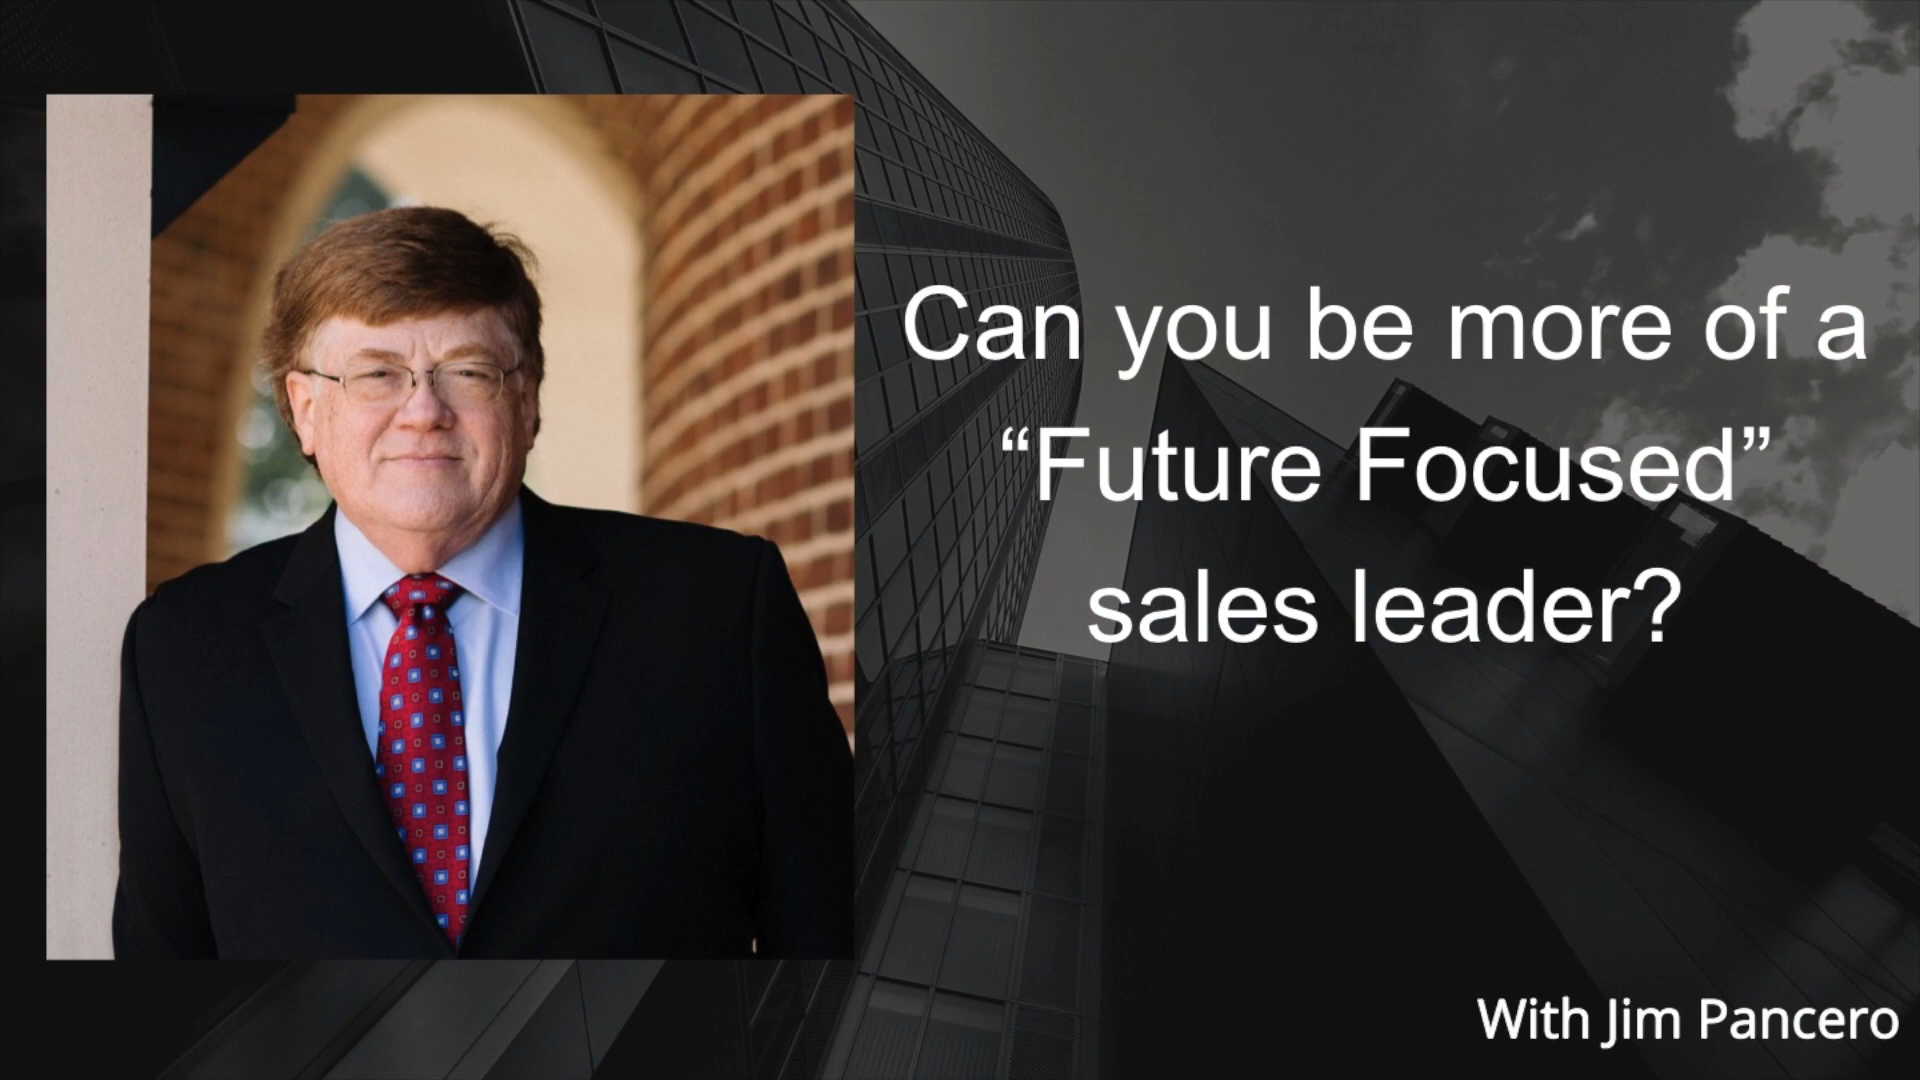 Can you be more of a
“Future Focused”
sales leader?
With Jim Pancero